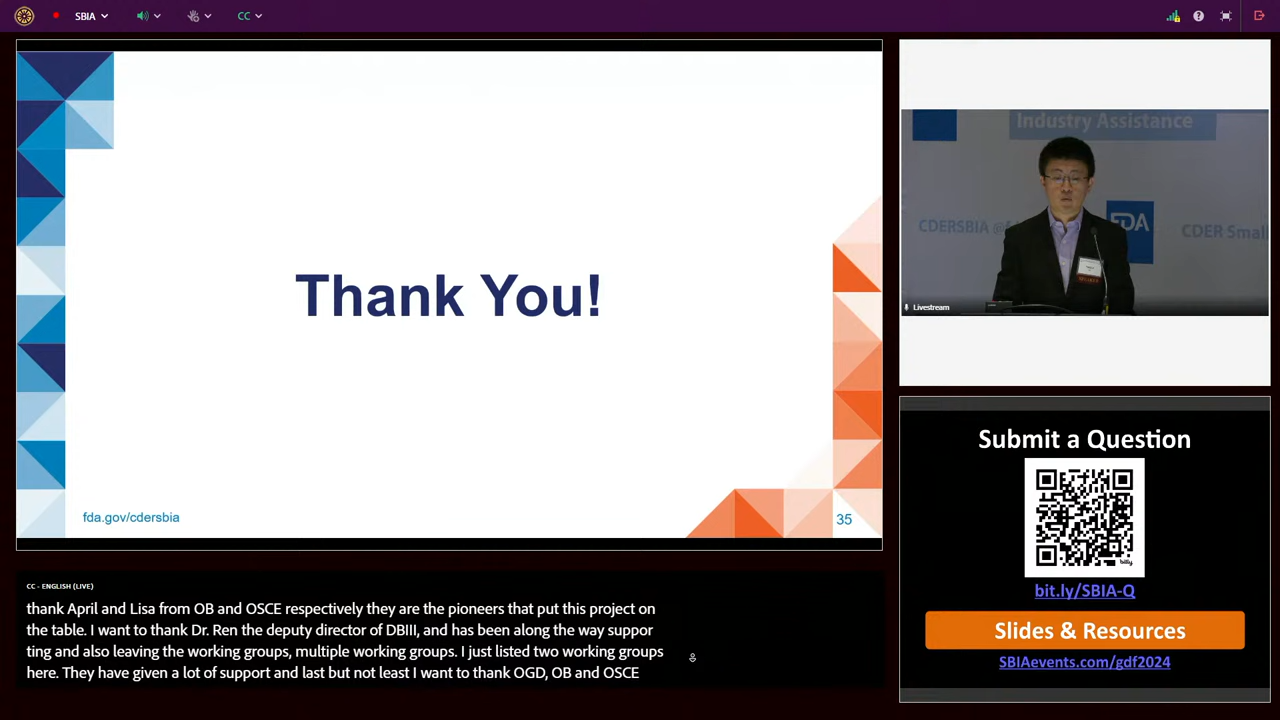 SBIA
CC
Thank You!
fda.gov/cdersbia
35
Industry Assistance
FDA
CDER Smal
Livestream
Submit a Question
bitly
bit.ly/SBIA-Q
Slides & Resources
SBIAevents.com/gdf2024
CC - ENGLISH (LIVE)
thank April and Lisa from OB and OSCE respectively they are the pioneers that put this project on
the table. I want to thank Dr. Ren the deputy director of DBIII, and has been along the way suppor
ting and also leaving the working groups, multiple working groups. I just listed two working groups
here. They have given a lot of support and last but not least I want to thank OGD, OB and OSCE